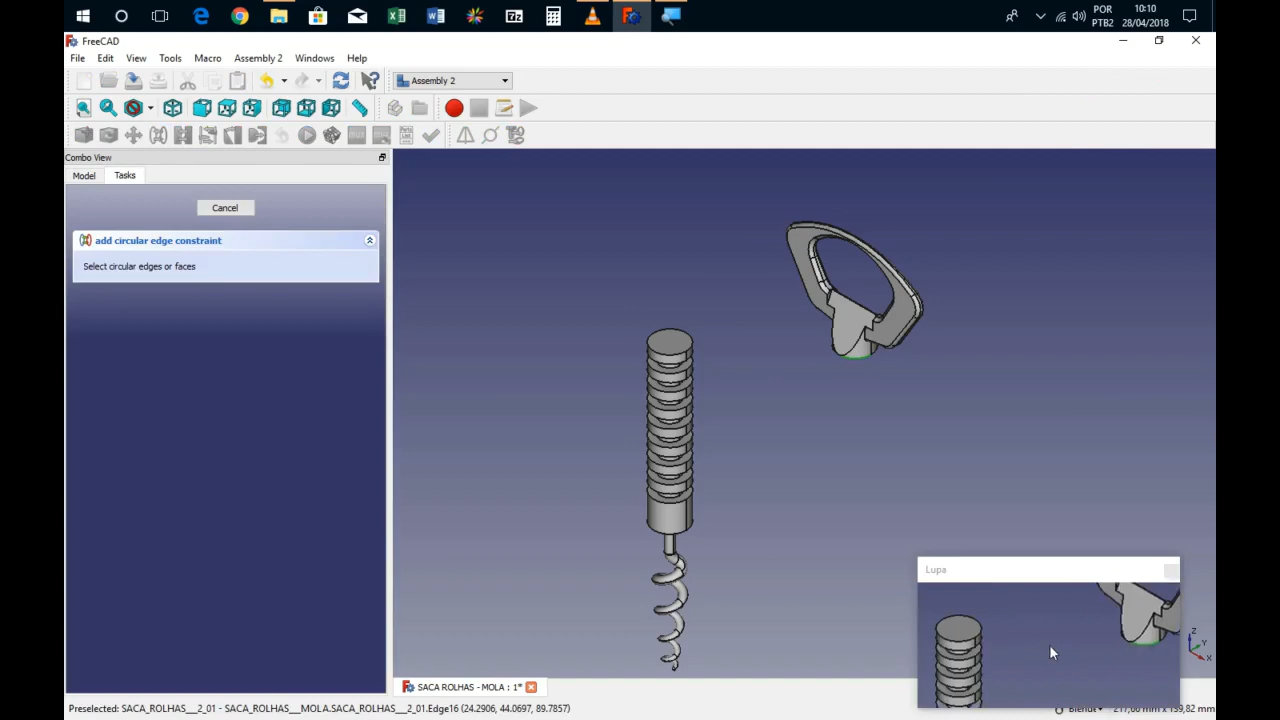 POR
10:10
PTB2
28/04/2018
FreeCAD
File Edit View Tools Macro Assembly 2 Windows Help
Assembly 2
Combo View
Model Tasks
Cancel
add circular edge constraint
Select circular edges or faces
Lupa
Z
Y
X
SACA ROLHAS - MOLA : 1*
Preselected: SACA_ROLHAS__2_01 - SACA_ROLHAS__MOLA.SACA_ROLHAS__2_01.Edge16 (24.2906, 44.0697, 89.7857)